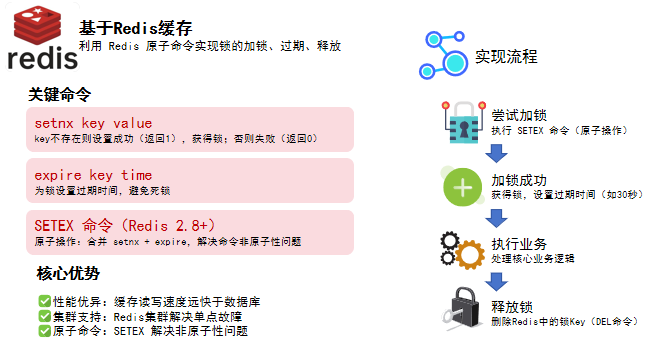 redis
基于Redis缓存
利用 Redis 原子命令实现锁的加锁、过期、释放
关键命令
setnx key value
key不存在则设置成功（返回1），获得锁；否则失败（返回0）
expire key time
为锁设置过期时间，避免死锁
SETEX 命令（Redis 2.8+）
原子操作：合并 setnx + expire，解决命令非原子性问题
核心优势
性能优异：缓存读写速度远快于数据库
集群支持：Redis集群解决单点故障
原子命令：SETEX 解决非原子性问题
实现流程
尝试加锁
执行 SETEX 命令（原子操作）
加锁成功
获得锁，设置过期时间（如30秒）
执行业务
处理核心业务逻辑
释放锁
删除Redis中的锁Key（DEL命令）